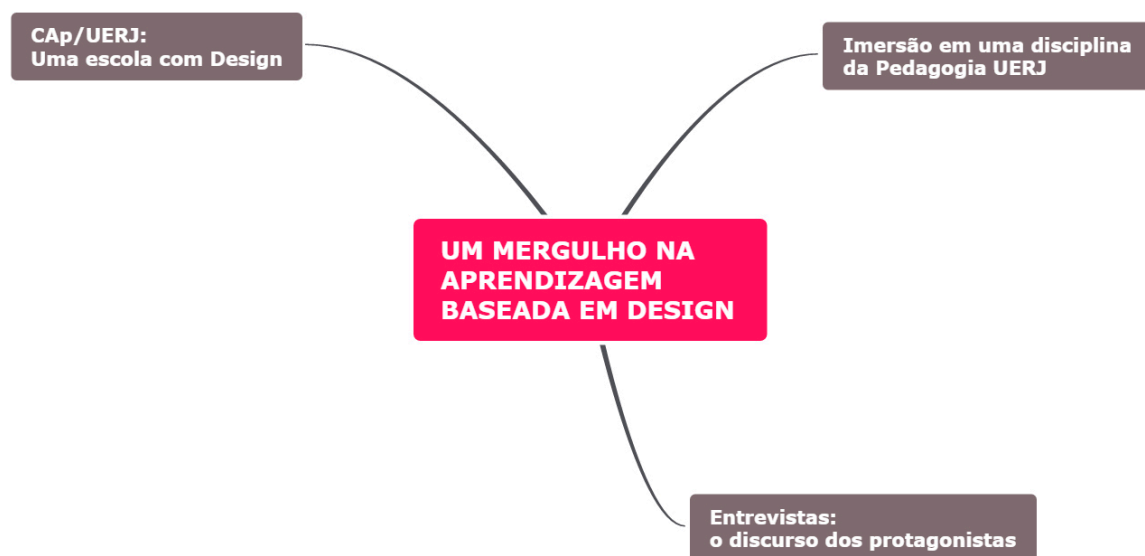 CAp/UERJ:
Uma escola com Design
Imersão em uma disciplina
da Pedagogia UERJ
UM MERGULHO NA
APRENDIZAGEM
BASEADA EM DESIGN
Entrevistas:
o discurso dos protagonistas